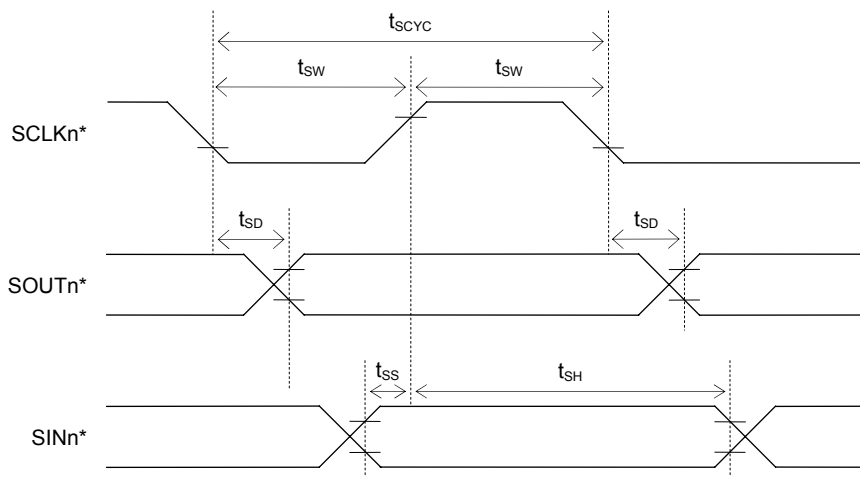 tSCYC
tSW tSW
SCLKn*
tSD tSD
SOUTn*
tSS tSH
SINn*